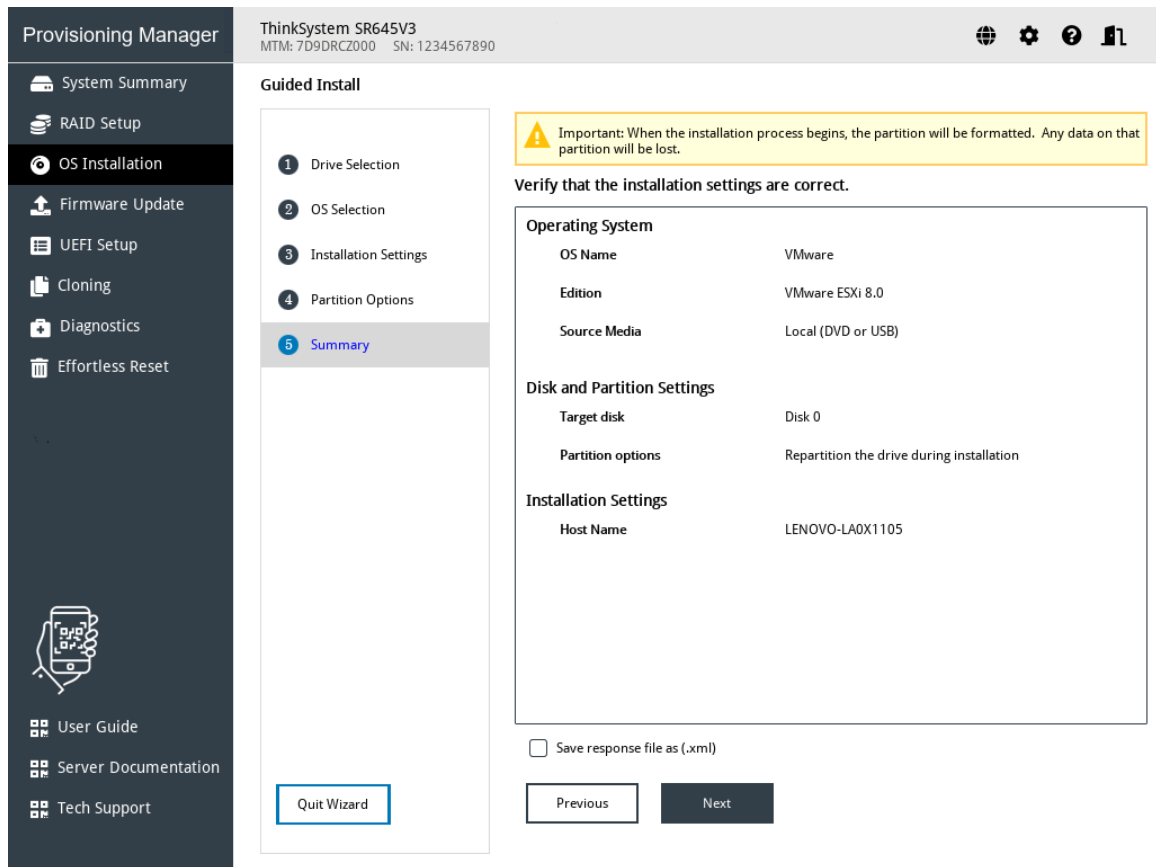 Provisioning Manager
ThinkSystem SR645V3
MTM: 7D9DRCZ000 SN: 1234567890
System Summary
RAID Setup
OS Installation
Firmware Update
UEFI Setup
Cloning
Diagnostics
Effortless Reset
User Guide
Server Documentation
Tech Support
Guided Install
1 Drive Selection
2 OS Selection
3 Installation Settings
4 Partition Options
5 Summary
Quit Wizard
Important: When the installation process begins, the partition will be formatted. Any data on that
partition will be lost.
Verify that the installation settings are correct.
Operating System
OS Name VMware
Edition VMware ESXi 8.0
Source Media Local (DVD or USB)
Disk and Partition Settings
Target disk Disk 0
Partition options Repartition the drive during installation
Installation Settings
Host Name LENOVO-LA0X1105
Save response file as (.xml)
Previous Next